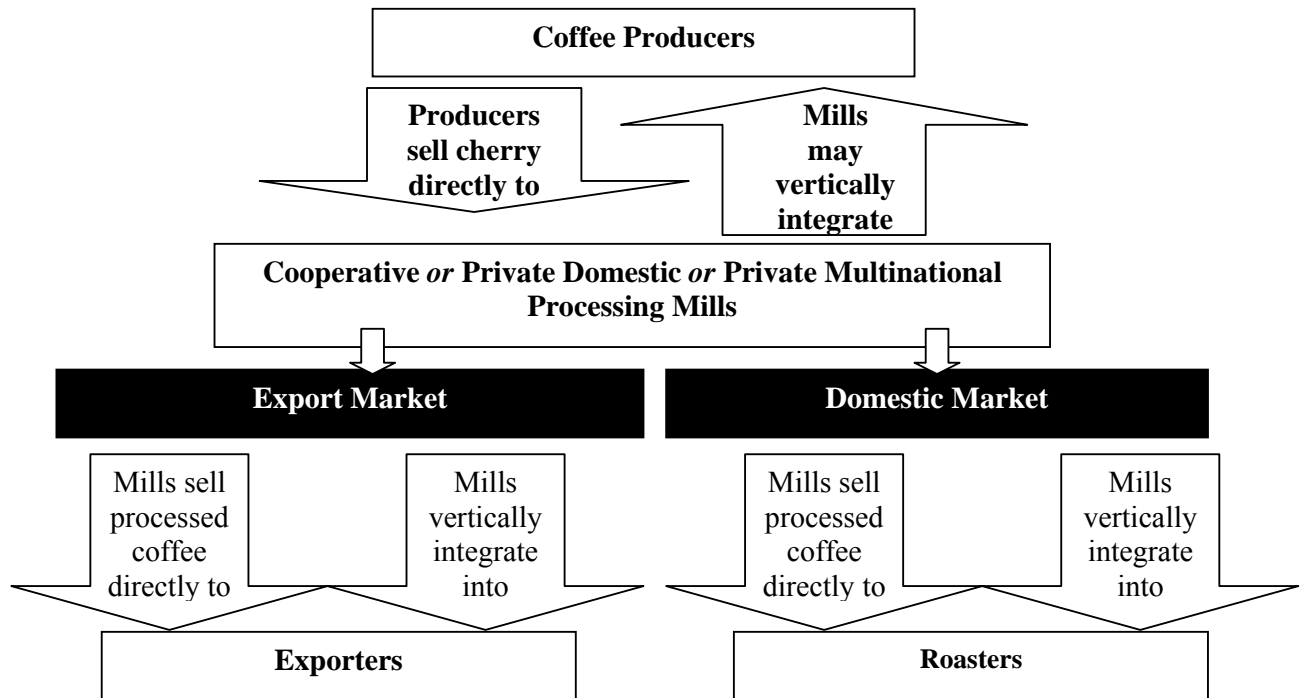 Coffee Producers
Producers
sell cherry
directly to
Mills
may
vertically
integrate
Cooperative or Private Domestic or Private Multinational
Processing Mills
Export Market
Domestic Market
Mills sell
processed
coffee
directly to
Mills
vertically
integrate
into
Mills sell
processed
coffee
directly to
Mills
vertically
integrate
into
Exporters
Roasters